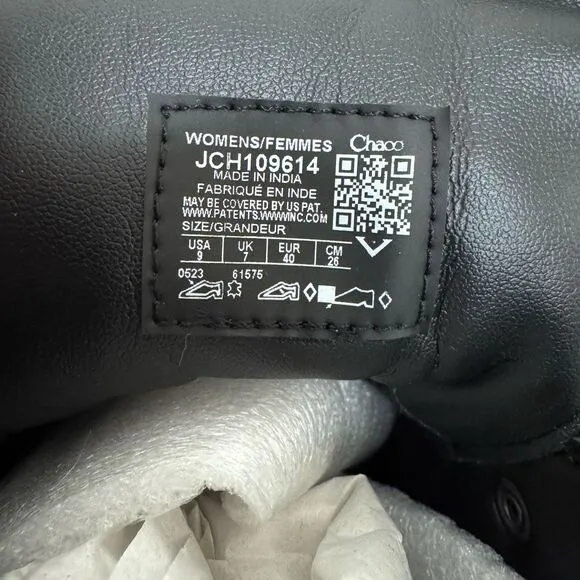 WOMENS/FEMMES
Chaco
JCH109614
MADE IN INDIA
FABRIQUÉ EN INDE
MAY BE COVERED BY US PAT.
WWW.PATENTS.WWWINC.COM
SIZE/GRANDEUR
USA UK EUR CM
9 7 40 26
0523 61575